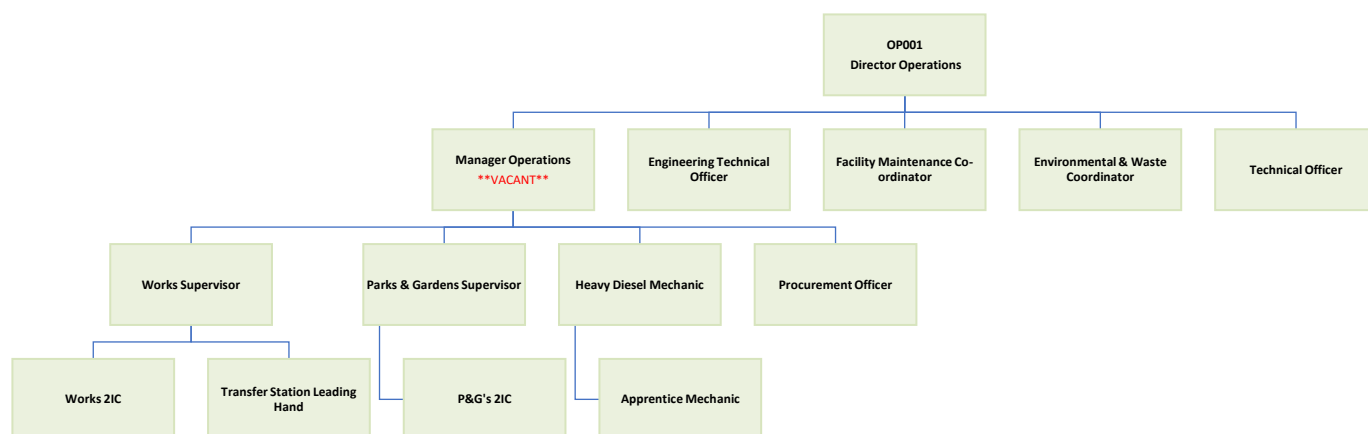 OP001
Director Operations
Manager Operations
**VACANT**
Engineering Technical
Officer
Facility Maintenance Co-
ordinator
Environmental & Waste
Coordinator
Technical Officer
Works Supervisor
Parks & Gardens Supervisor
Heavy Diesel Mechanic
Procurement Officer
Works 2IC
Transfer Station Leading
Hand
P&G's 2IC
Apprentice Mechanic